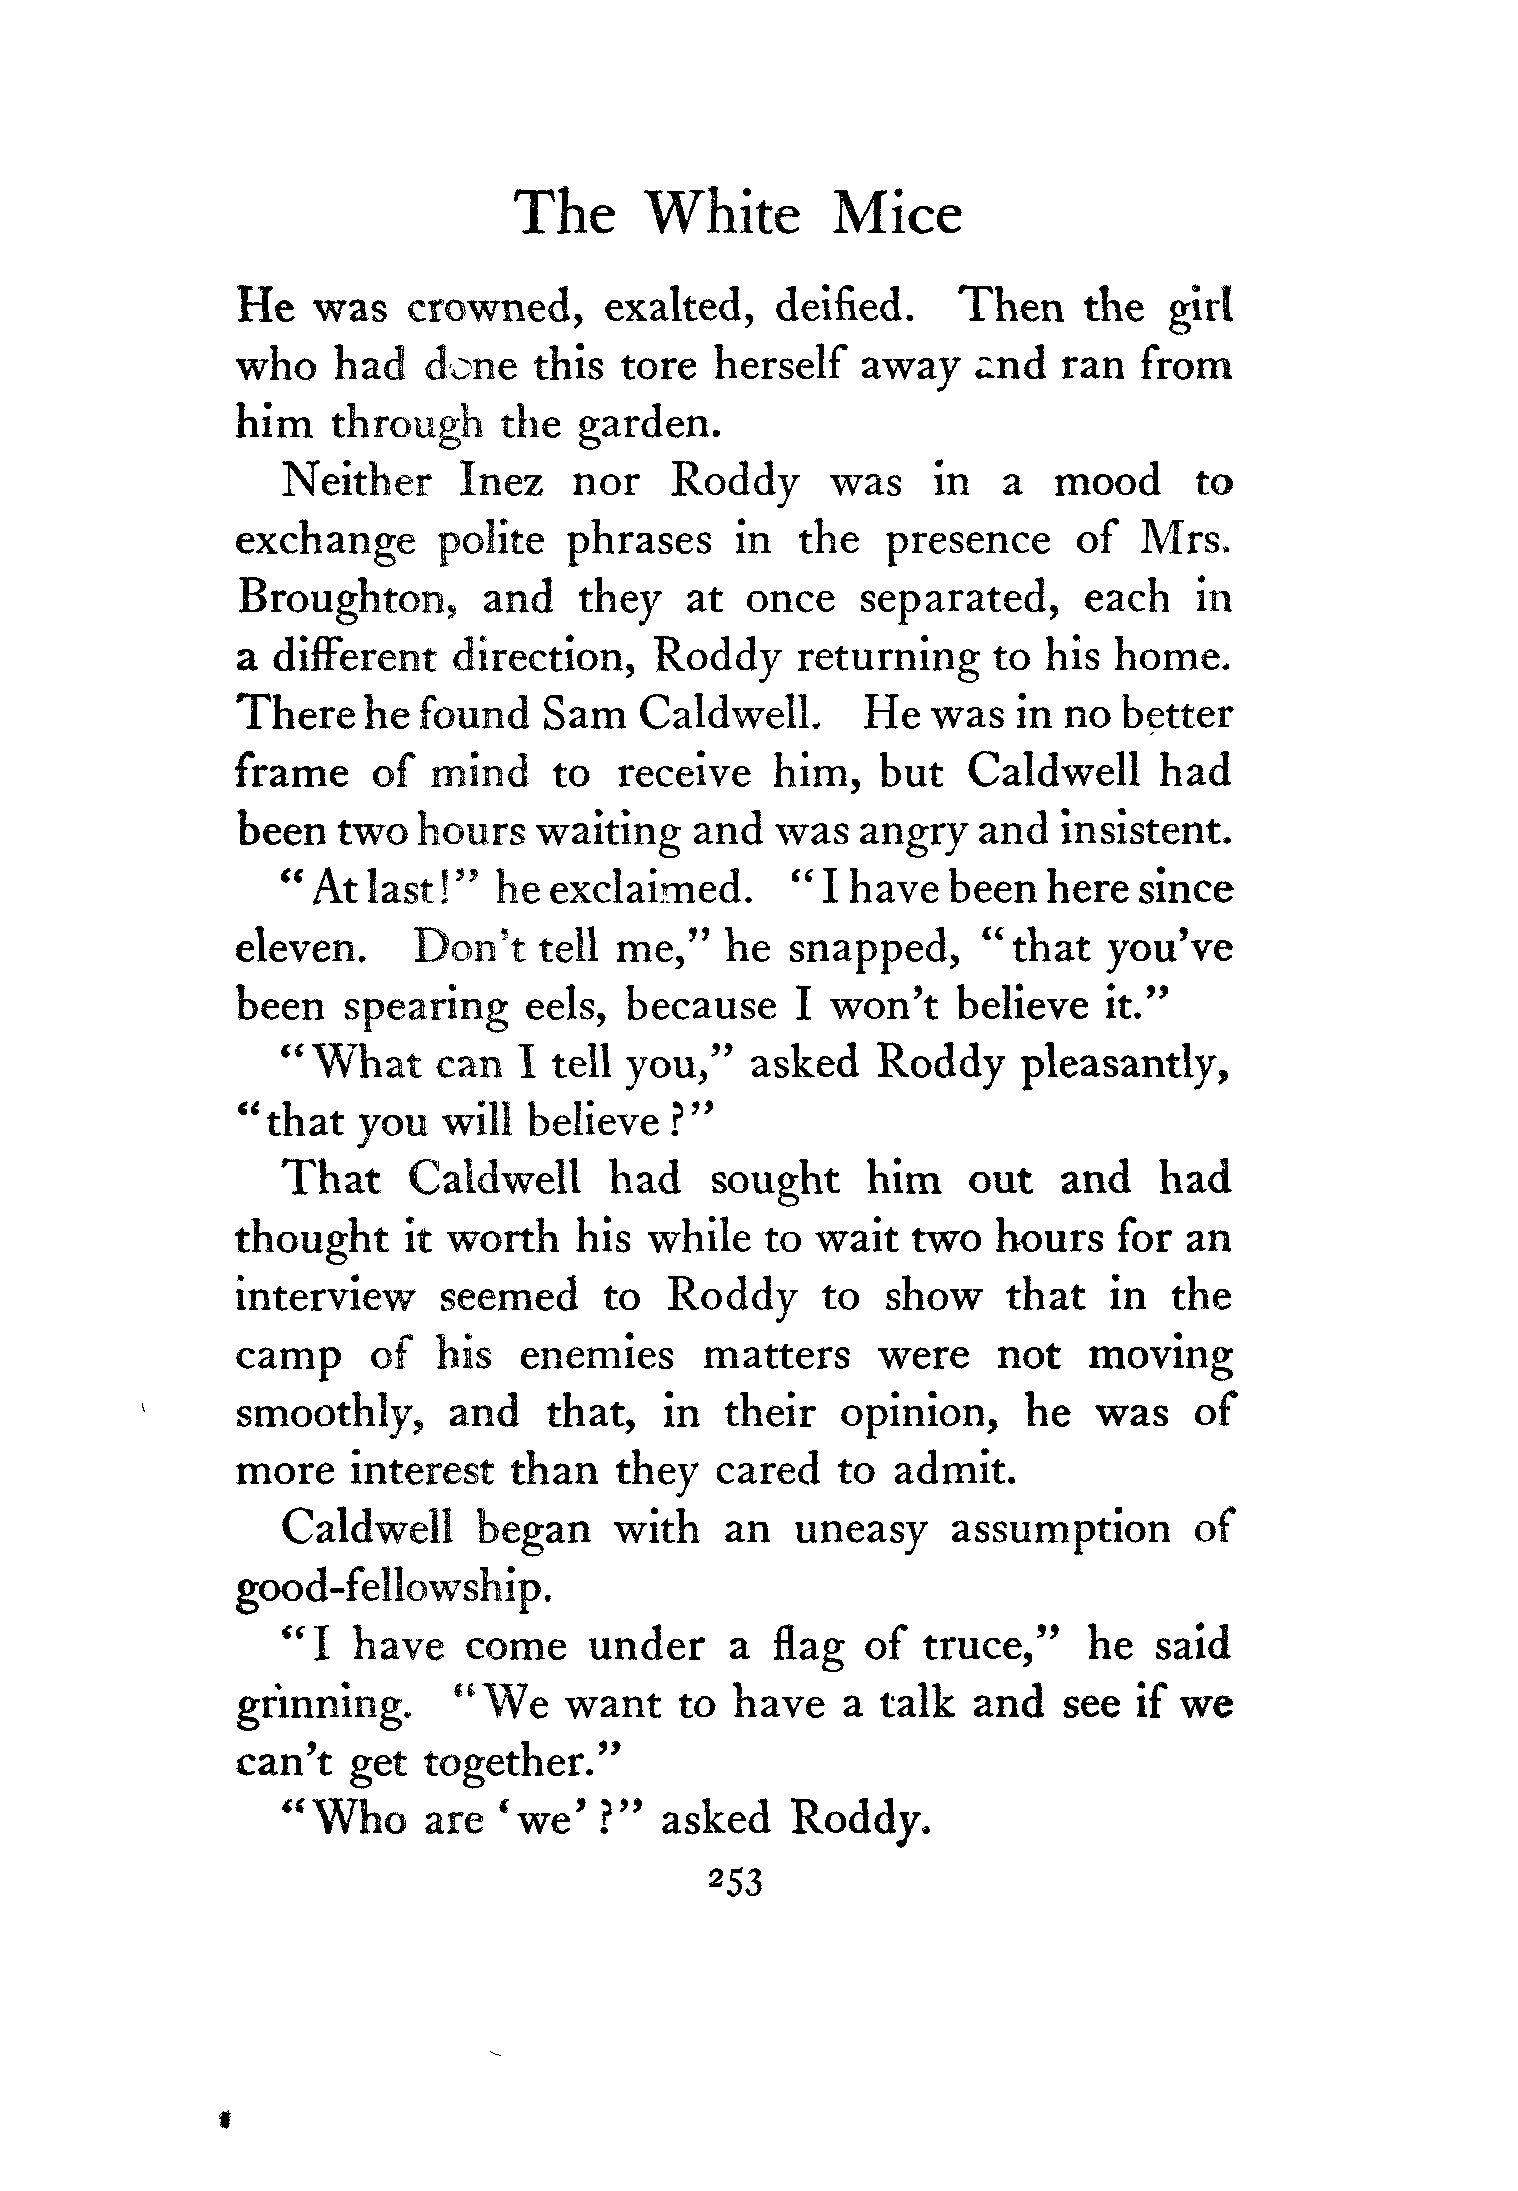 The White Mice
He was crowned, exalted, deified. Then the girl
who had done this tore herself away and ran from
him through the garden.
Neither Inez nor Roddy was in a mood to
exchange polite phrases in the presence of Mrs.
Broughton, and they at once separated, each in
a different direction, Roddy returning to his home.
There he found Sam Caldwell. He was in no better
frame of mind to receive him, but Caldwell had
been two hours waiting and was angry and insistent.
“At last!” he exclaimed. “I have been here since
eleven. Don't tell me,” he snapped, “that you've
been spearing eels, because I won't believe it.”
“What can I tell you,” asked Roddy pleasantly,
“that you will believe?”
That Caldwell had sought him out and had
thought it worth his while to wait two hours for an
interview seemed to Roddy to show that in the
camp of his enemies matters were not moving
smoothly, and that, in their opinion, he was of
more interest than they cared to admit.
Caldwell began with an uneasy assumption of
good-fellowship.
“I have come under a flag of truce,” he said
grinning. “We want to have a talk and see if we
can't get together.”
“Who are ‘we’?” asked Roddy.
253